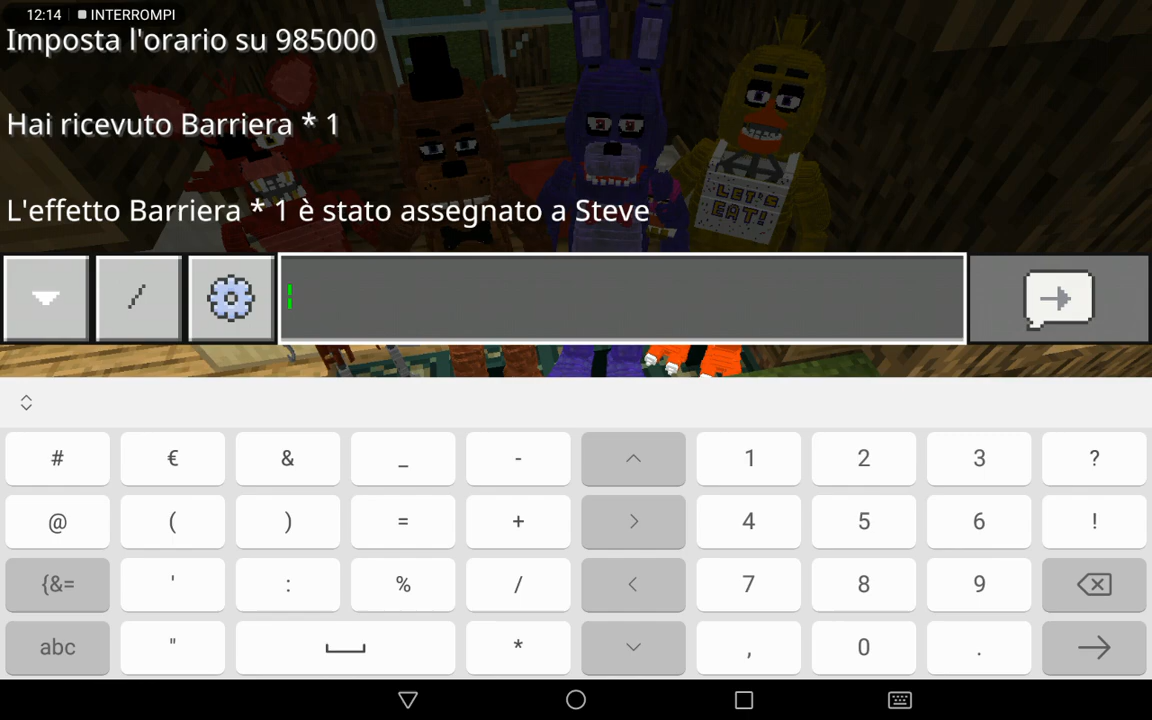 12:14 INTERROMPI
Imposta l'orario su 985000
Hai ricevuto Barriera * 1
L'effetto Barriera * 1 è stato assegnato a Steve
LET'S
EAT!
/
# € & _ - ^ 1 2 3 ?
@ ( ) = + > 4 5 6 !
{&= ' : % / < 7 8 9
abc " * , 0 .